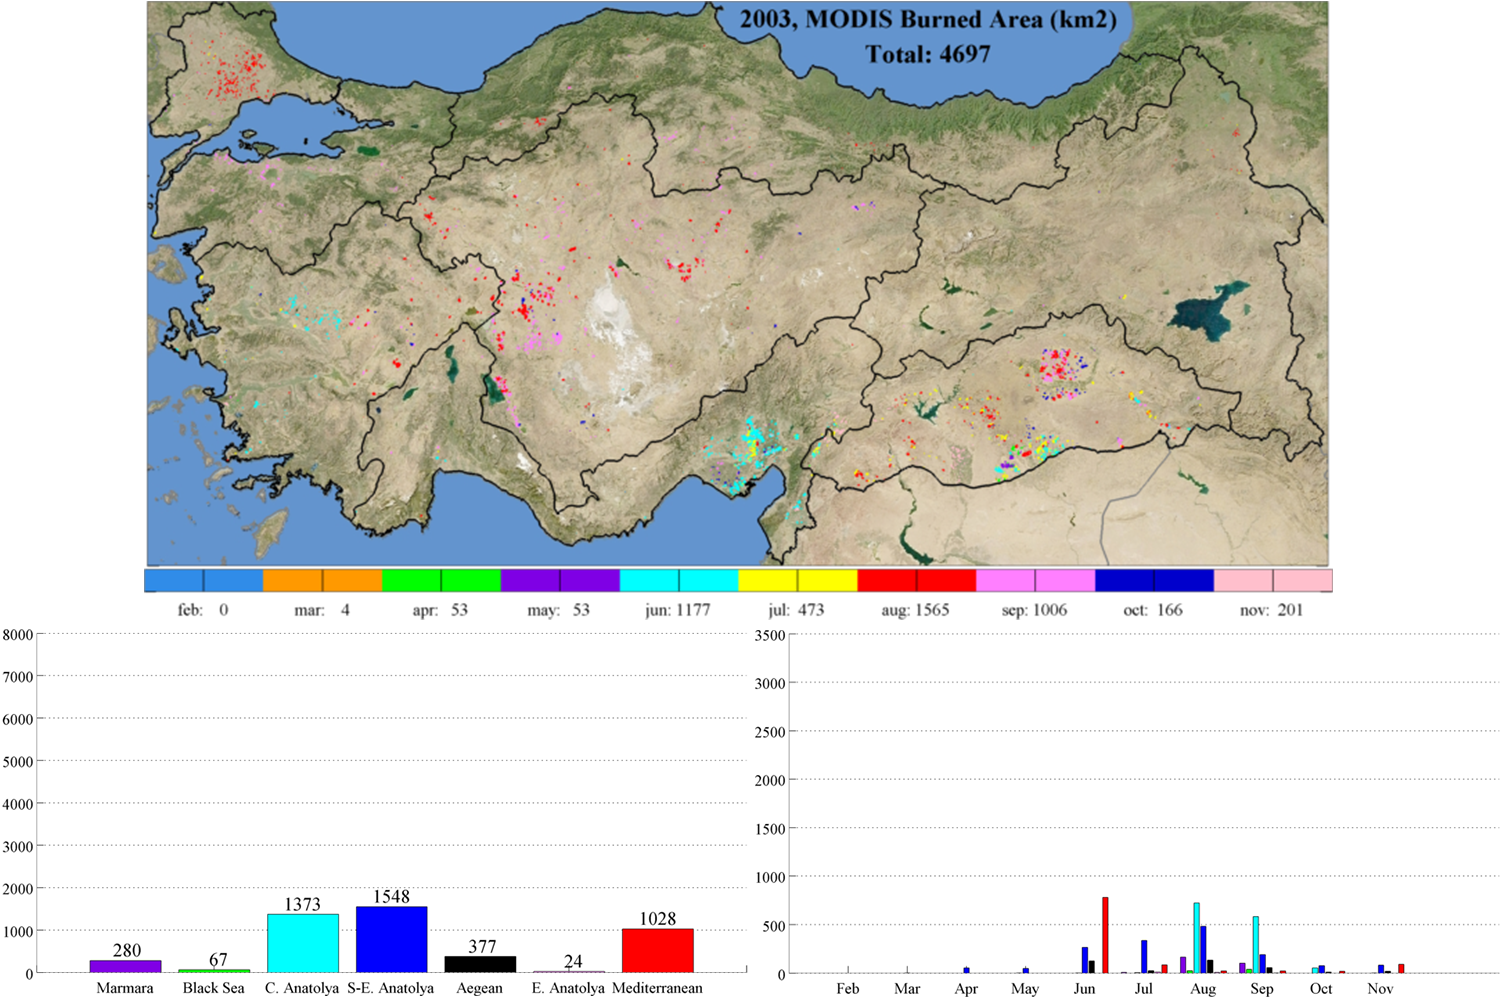 2003, MODIS Burned Area (km2)
Total: 4697
feb: 0 mar: 4 apr: 53 may: 53 jun: 1177 jul: 473 aug: 1565 sep: 1006 oct: 166 nov: 201
8000
7000
6000
5000
4000
3000
2000
1000
0
280 67 1373 1548 377 24 1028
Marmara Black Sea C. Anatolya S-E. Anatolya Aegean E. Anatolya Mediterranean
3500
3000
2500
2000
1500
1000
500
0
Feb Mar Apr May Jun Jul Aug Sep Oct Nov